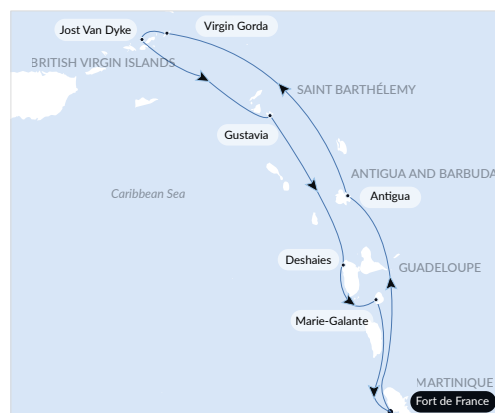 Virgin Gorda
Jost Van Dyke
BRITISH VIRGIN ISLANDS
SAINT BARTHÉLEMY
Gustavia
ANTIGUA AND BARBUDA
Caribbean Sea
Antigua
Deshaies
GUADELOUPE
Marie-Galante
MARTINIQUE
Fort de France